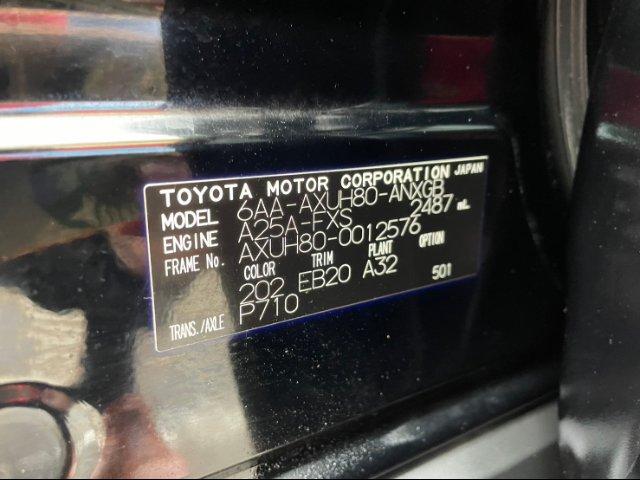 TOYOTA MOTOR CORPORATION JAPAN
MODEL 6AA-AXUH80-ANXGB
ENGINE A25A-FXS 2487 mL
FRAME No. AXUH80-0012576
COLOR TRIM PLANT OPTION
202 EB20 A32 501
TRANS./AXLE P710